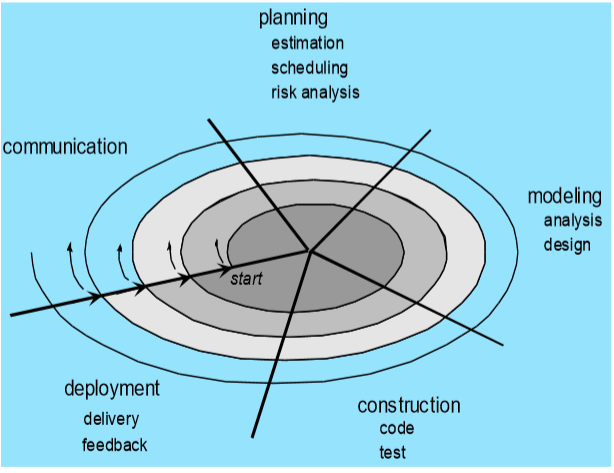 planning
estimation
scheduling
risk analysis
communication
modeling
analysis
design
start
deployment
delivery
feedback
construction
code
test